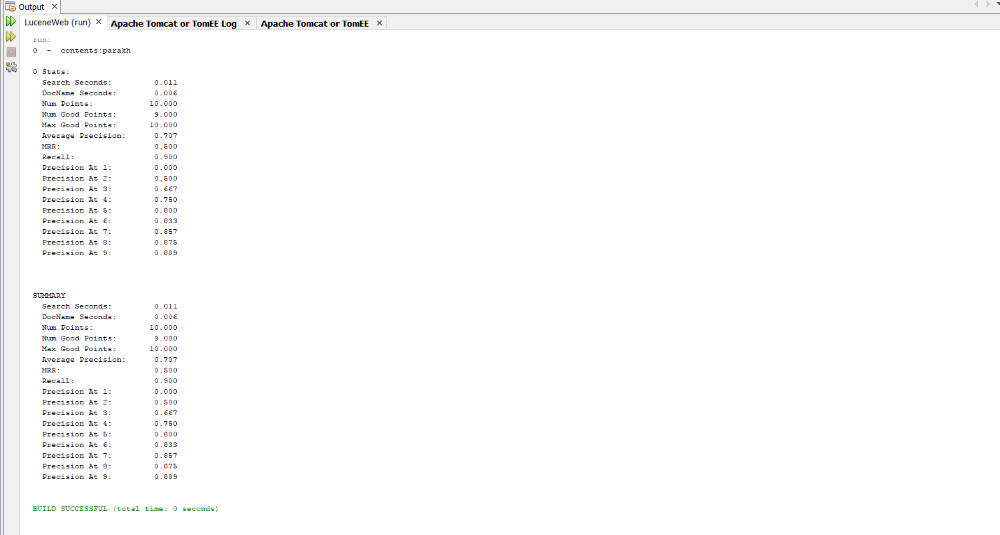 Output
LuceneWeb (run) Apache Tomcat or TomEE Log Apache Tomcat or TomEE
run:
0  -  contents:parakh
0 Stats:
  Search Seconds:         0.011
  DocName Seconds:        0.006
  Num Points:            10.000
  Num Good Points:        9.000
  Max Good Points:       10.000
  Average Precision:      0.707
  MRR:                    0.500
  Recall:                 0.900
  Precision At 1:         0.000
  Precision At 2:         0.500
  Precision At 3:         0.667
  Precision At 4:         0.750
  Precision At 5:         0.800
  Precision At 6:         0.833
  Precision At 7:         0.857
  Precision At 8:         0.875
  Precision At 9:         0.889
SUMMARY
  Search Seconds:         0.011
  DocName Seconds:        0.006
  Num Points:            10.000
  Num Good Points:        9.000
  Max Good Points:       10.000
  Average Precision:      0.707
  MRR:                    0.500
  Recall:                 0.900
  Precision At 1:         0.000
  Precision At 2:         0.500
  Precision At 3:         0.667
  Precision At 4:         0.750
  Precision At 5:         0.800
  Precision At 6:         0.833
  Precision At 7:         0.857
  Precision At 8:         0.875
  Precision At 9:         0.889
BUILD SUCCESSFUL (total time: 0 seconds)